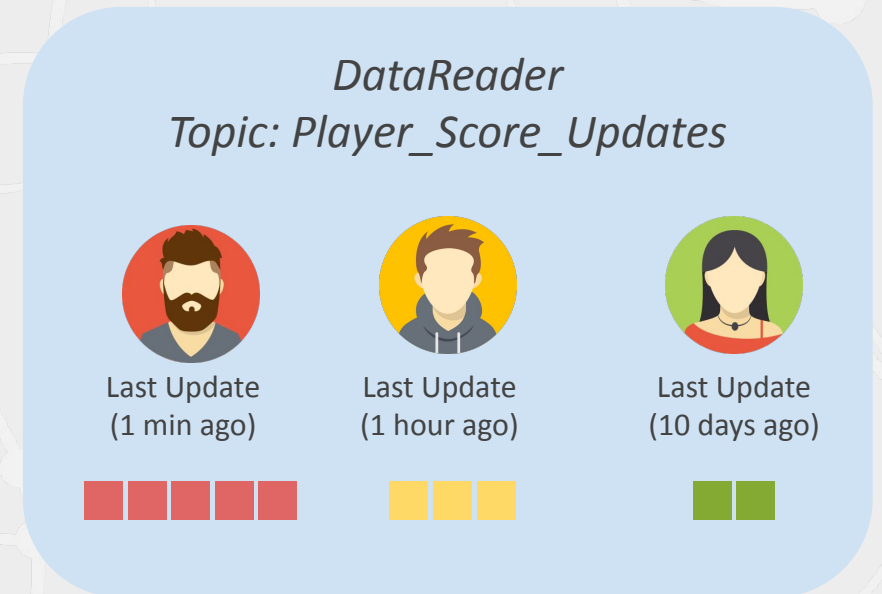 DataReader
Topic: Player_Score_Updates
Last Update
(1 min ago)
Last Update
(1 hour ago)
Last Update
(10 days ago)